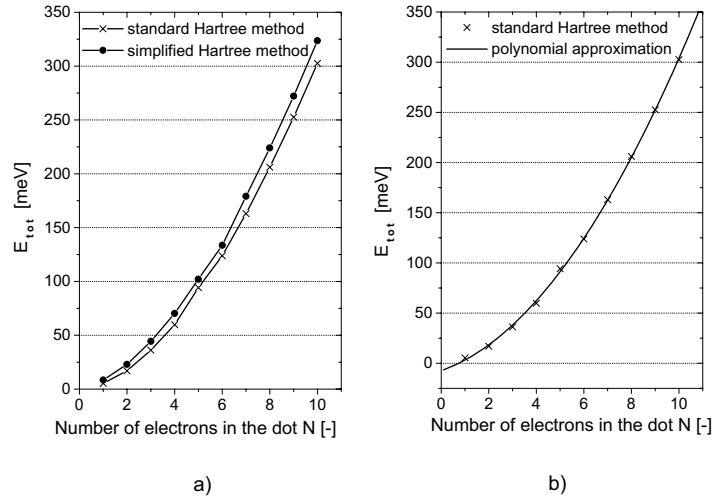 standard Hartree method
simplified Hartree method
350
300
250
200
150
100
50
0
E_tot [meV]
0 2 4 6 8 10
Number of electrons in the dot N [-]
a)
standard Hartree method
polynomial approximation
350
300
250
200
150
100
50
0
E_tot [meV]
0 2 4 6 8 10
Number of electrons in the dot N [-]
b)